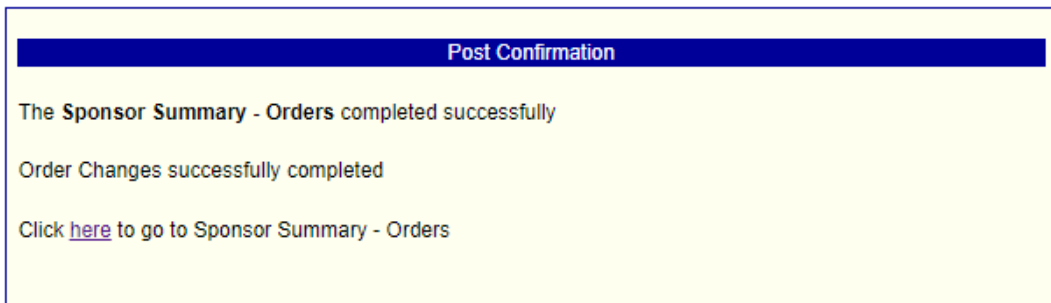 Post Confirmation
The Sponsor Summary - Orders completed successfully
Order Changes successfully completed
Click here to go to Sponsor Summary - Orders